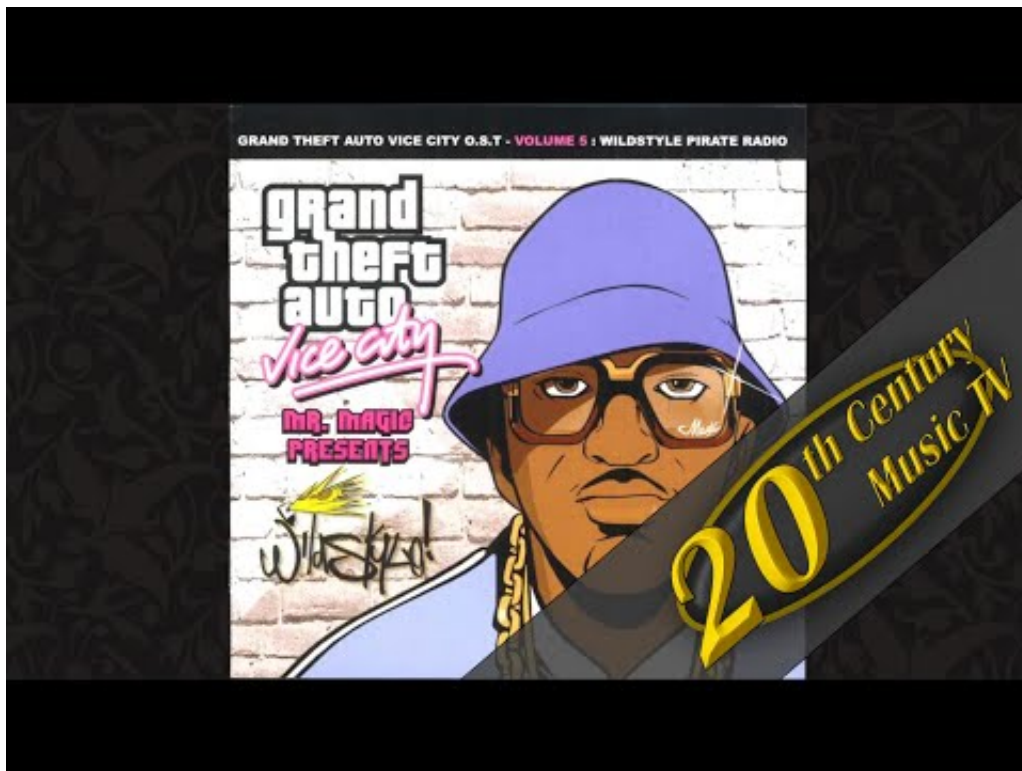 GRAND THEFT AUTO VICE CITY O.S.T - VOLUME 5 : WILDSTYLE PIRATE RADIO
grand
theft
auto
Vice City
MR. MAGIC
PRESENTS
WildStyle!
Magic
20th Century
Music TV